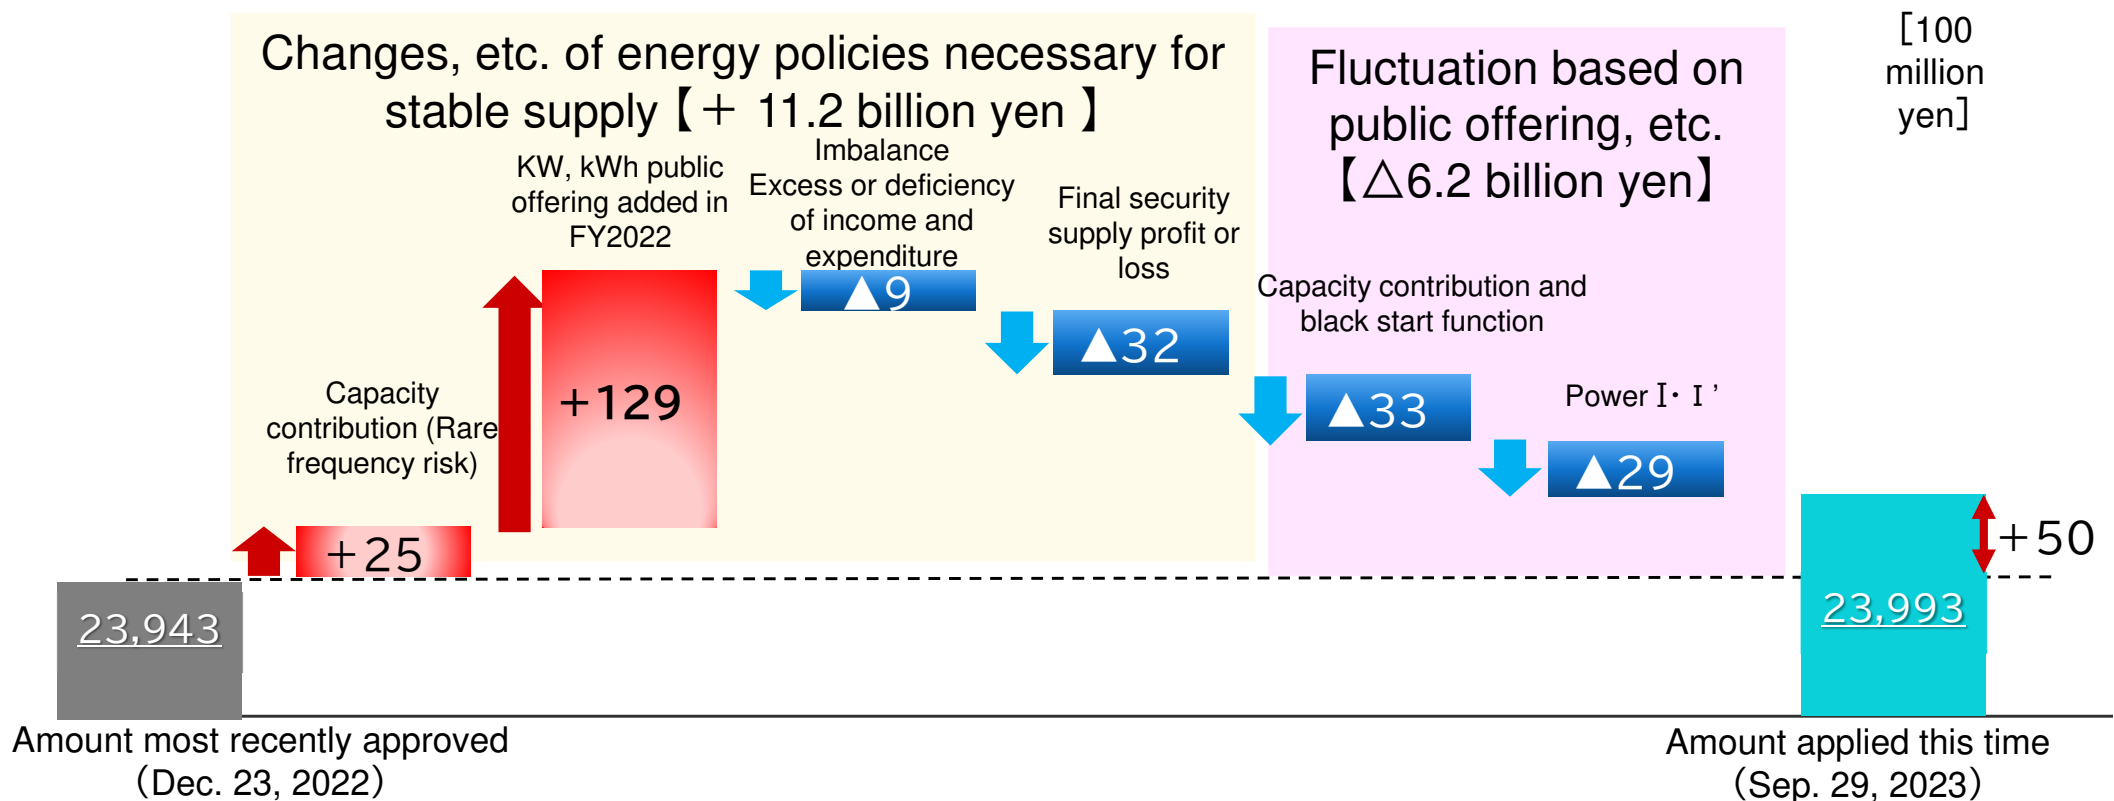 Changes, etc. of energy policies necessary for
stable supply【＋ 11.2 billion yen 】
Fluctuation based on
public offering, etc.
【△6.2 billion yen】
[100
million
yen]
Capacity
contribution (Rare
frequency risk)
+25
KW, kWh public
offering added in
FY2022
+129
Imbalance
Excess or deficiency
of income and
expenditure
▲9
Final security
supply profit or
loss
▲32
Capacity contribution and
black start function
▲33
Power Ⅰ・Ⅰ’
▲29
23,943
23,993
+50
Amount most recently approved
（Dec. 23, 2022）
Amount applied this time
（Sep. 29, 2023）